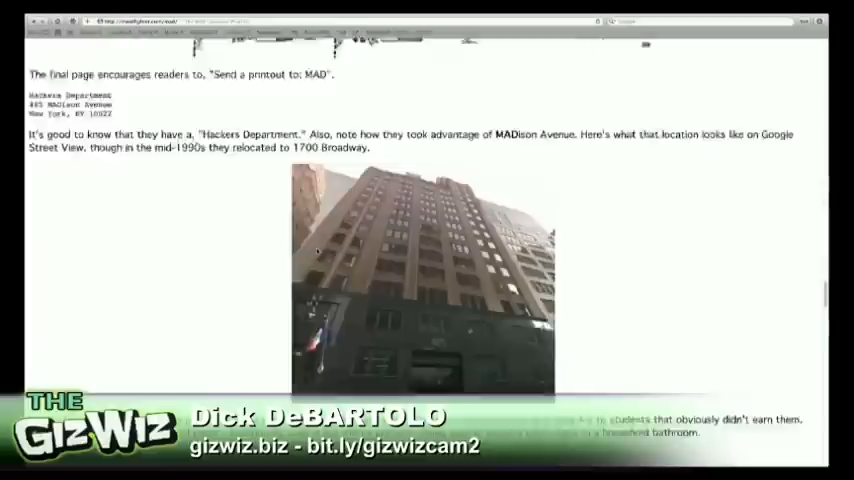 The final page encourages readers to, "Send a printout to: MAD".
Hackers Department
485 MADison Avenue
New York, NY 10022
It's good to know that they have a, "Hackers Department." Also, note how they took advantage of MADison Avenue. Here's what that location looks like on Google
Street View, though in the mid-1990s they relocated to 1700 Broadway.
to students that obviously didn't earn them.
household bathroom.
THE
GIZWIZ
Dick DeBARTOLO
gizwiz.biz - bit.ly/gizwizcam2